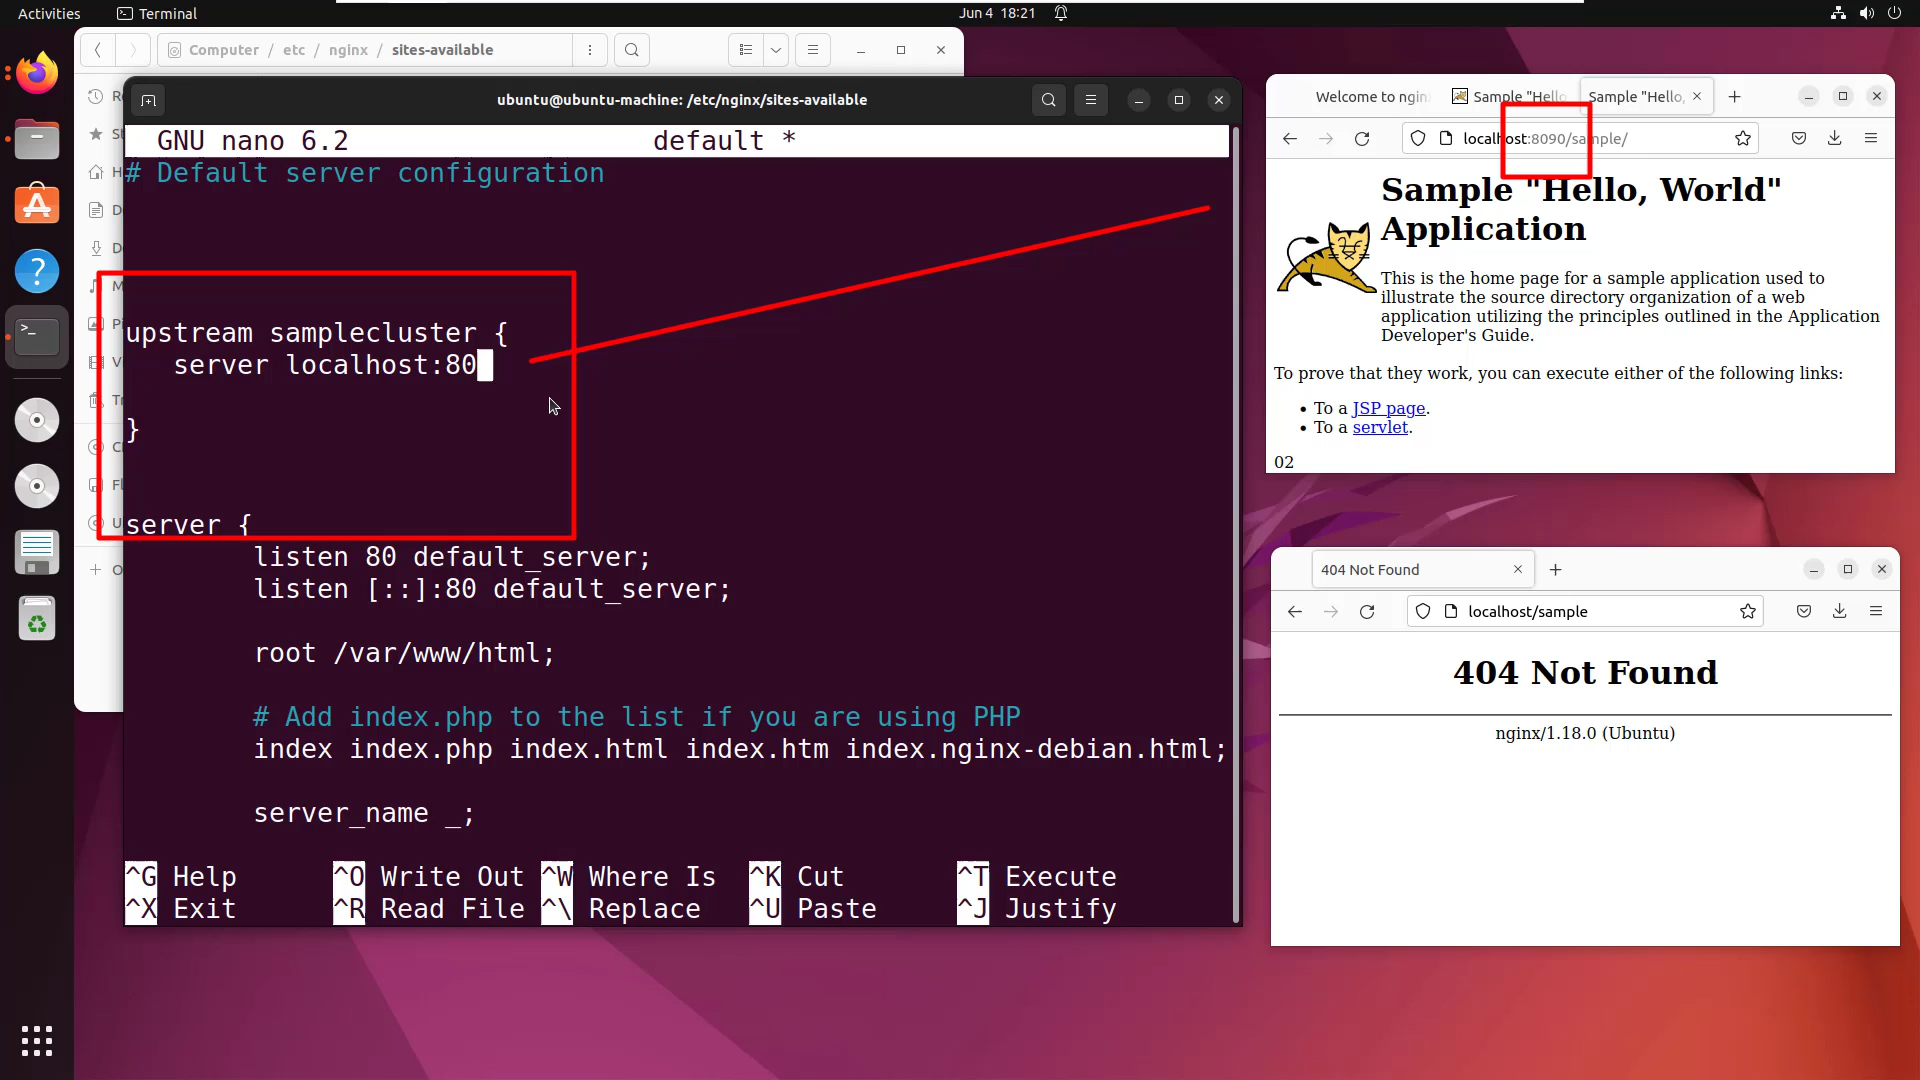 Activities
Terminal
Jun 4 18:21
Computer / etc / nginx / sites-available
ubuntu@ubuntu-machine: /etc/nginx/sites-available
GNU nano 6.2 default *
# Default server configuration
upstream samplecluster {
server localhost:80
}
server {
listen 80 default_server;
listen [::]:80 default_server;
root /var/www/html;
# Add index.php to the list if you are using PHP
index index.php index.html index.htm index.nginx-debian.html;
server_name _;
^G Help ^O Write Out ^W Where Is ^K Cut ^T Execute
^X Exit ^R Read File ^\ Replace ^U Paste ^J Justify
Welcome to ngin
Sample "Hello
Sample "Hello,
localhost:8090/sample/
Sample "Hello, World"
Application
This is the home page for a sample application used to
illustrate the source directory organization of a web
application utilizing the principles outlined in the Application
Developer's Guide.
To prove that they work, you can execute either of the following links:
• To a JSP page.
• To a servlet.
02
404 Not Found
localhost/sample
404 Not Found
nginx/1.18.0 (Ubuntu)